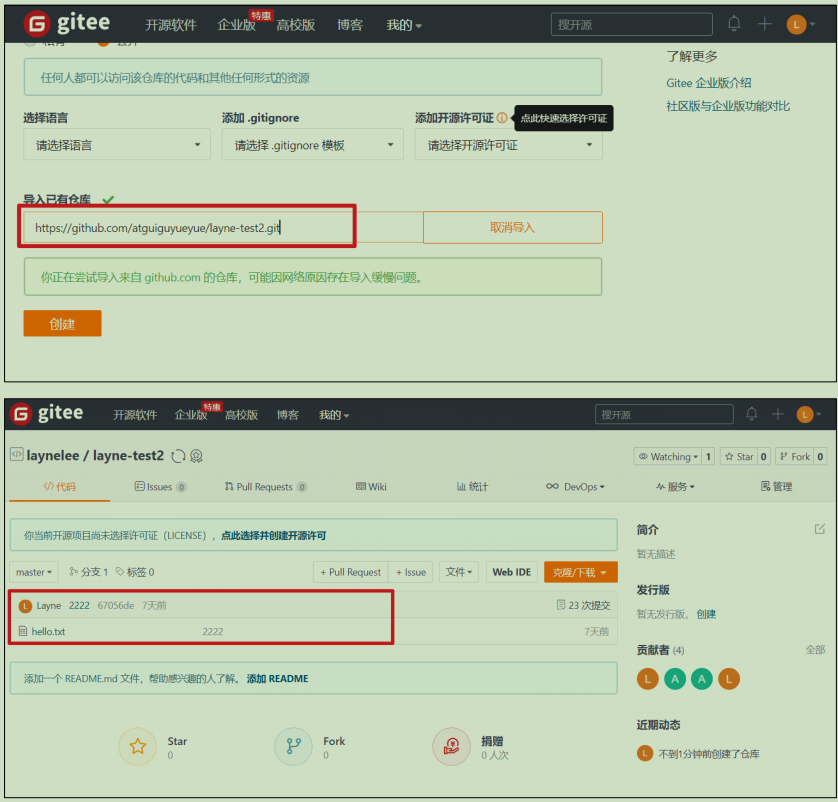 gitee 开源软件 企业版 特惠 高校版 博客 我的 搜开源 L
私有 公开
了解更多
任何人都可以访问该仓库的代码和其他任何形式的资源
Gitee 企业版介绍
社区版与企业版功能对比
选择语言 添加 .gitignore 添加开源许可证 点此快速选择许可证
请选择语言 请选择 .gitignore 模板 请选择开源许可证
导入已有仓库
https://github.com/atguiguyueyue/layne-test2.git 取消导入
你正在尝试导入来自 github.com 的仓库，可能因网络原因存在导入缓慢问题。
创建
gitee 开源软件 企业版 特惠 高校版 博客 我的 搜开源 L
laynelee / layne-test2 Watching 1 Star 0 Fork 0
代码 Issues 0 Pull Requests 0 Wiki 统计 DevOps 服务 管理
你当前开源项目尚未选择许可证（LICENSE），点此选择并创建开源许可
简介
暂无描述
master 分支 1 标签 0 + Pull Request + Issue 文件 Web IDE 克隆/下载
发行版
L Layne 2222 67056de 7天前 23 次提交
暂无发行版，创建
hello.txt 2222 7天前
贡献者 (4) 全部
L A A L
添加一个 README.md 文件，帮助感兴趣的人了解。 添加 README
近期动态
L 不到1分钟前创建了仓库
Star Fork 捐赠
0 0 0 人次